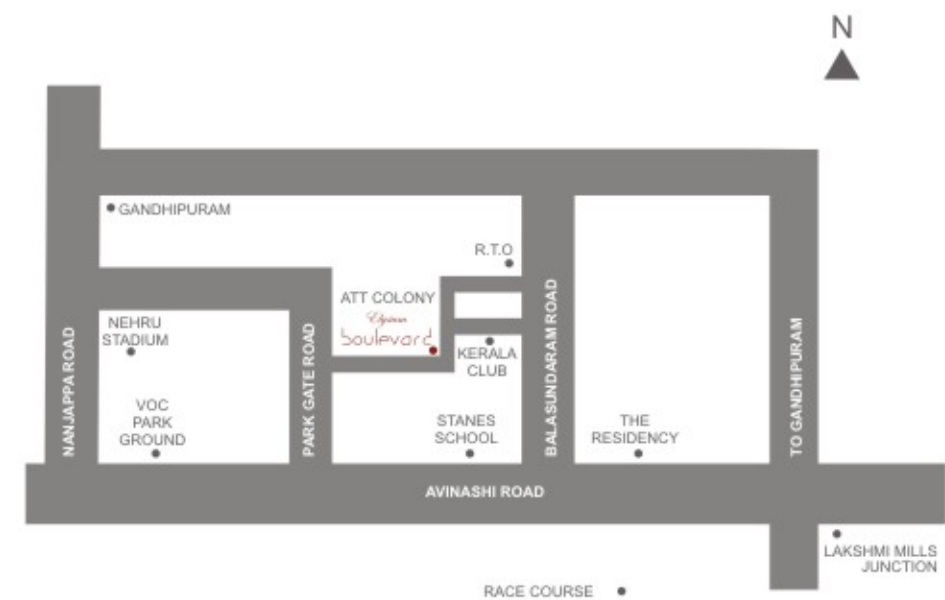 N
GANDHIPURAM
R.T.O
ATT COLONY
Elysium
boulevard
NEHRU
STADIUM
KERALA
CLUB
VOC
PARK
GROUND
STANES
SCHOOL
THE
RESIDENCY
NANJAPPA ROAD
PARK GATE ROAD
BALASUNDARAM ROAD
TO GANDHIPURAM
AVINASHI ROAD
LAKSHMI MILLS
JUNCTION
RACE COURSE